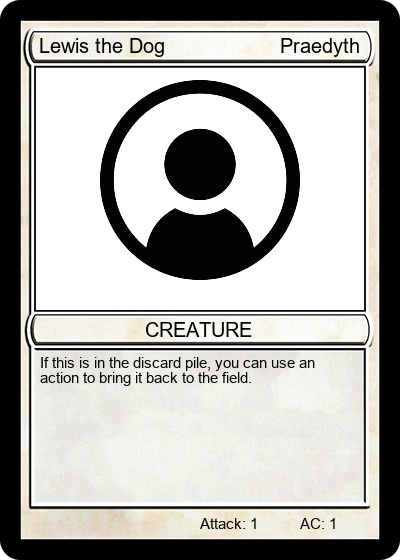 Lewis the Dog Praedyth
CREATURE
If this is in the discard pile, you can use an
action to bring it back to the field.
Attack: 1 AC: 1